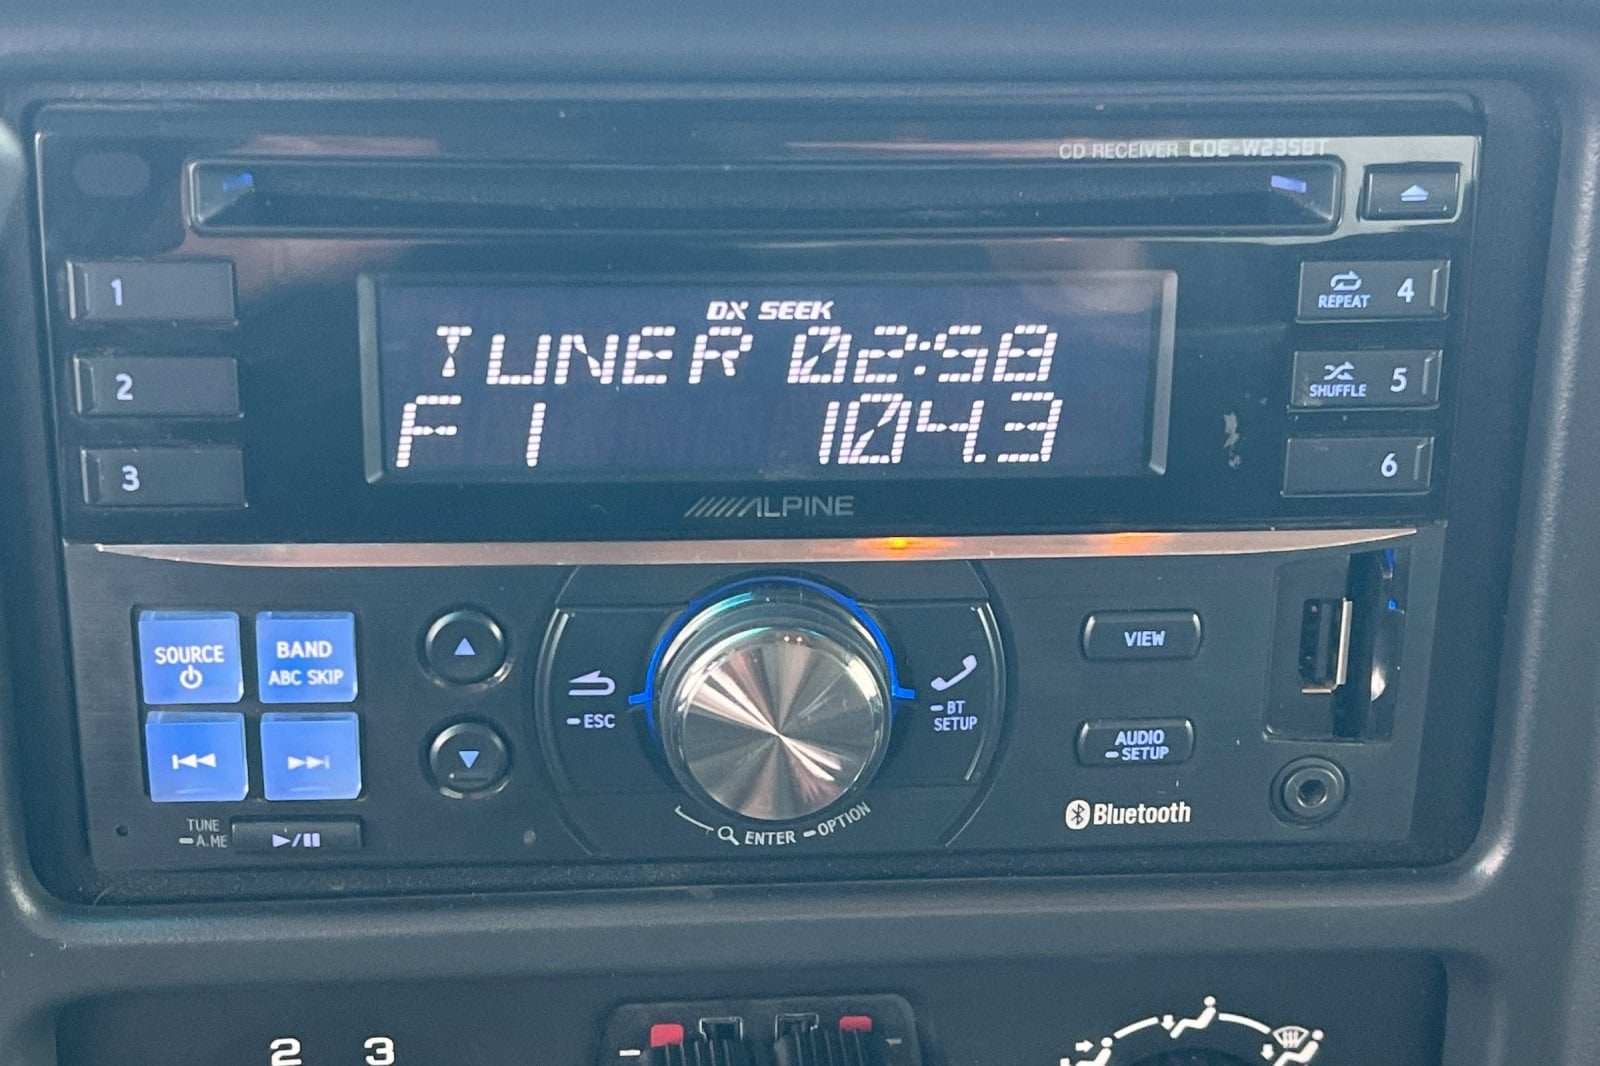 CD RECEIVER CDE-W235BT
1
2
3
DX SEEK
TUNER 02:58
F1 104.3
ALPINE
REPEAT 4
SHUFFLE 5
6
SOURCE
BAND
ABC SKIP
TUNE
A.ME
ESC
BT
SETUP
ENTER OPTION
VIEW
AUDIO
SETUP
Bluetooth
2 3